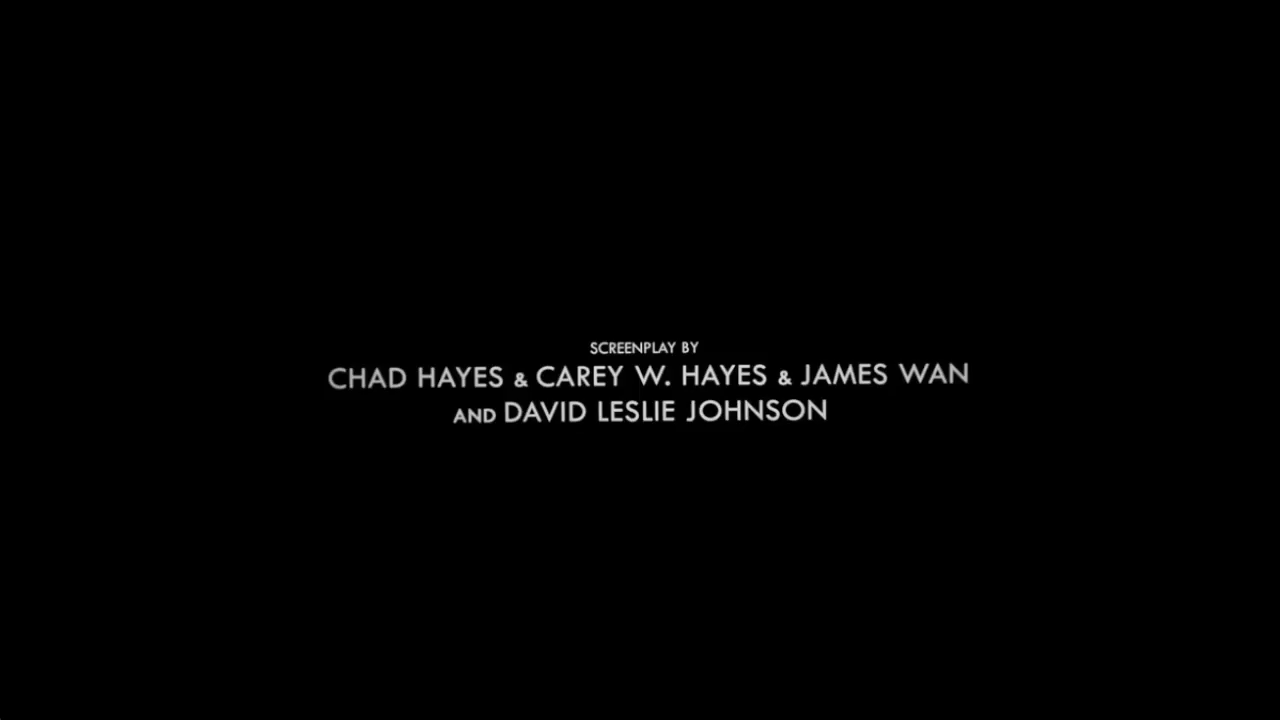 SCREENPLAY BY
CHAD HAYES & CAREY W. HAYES & JAMES WAN
AND DAVID LESLIE JOHNSON